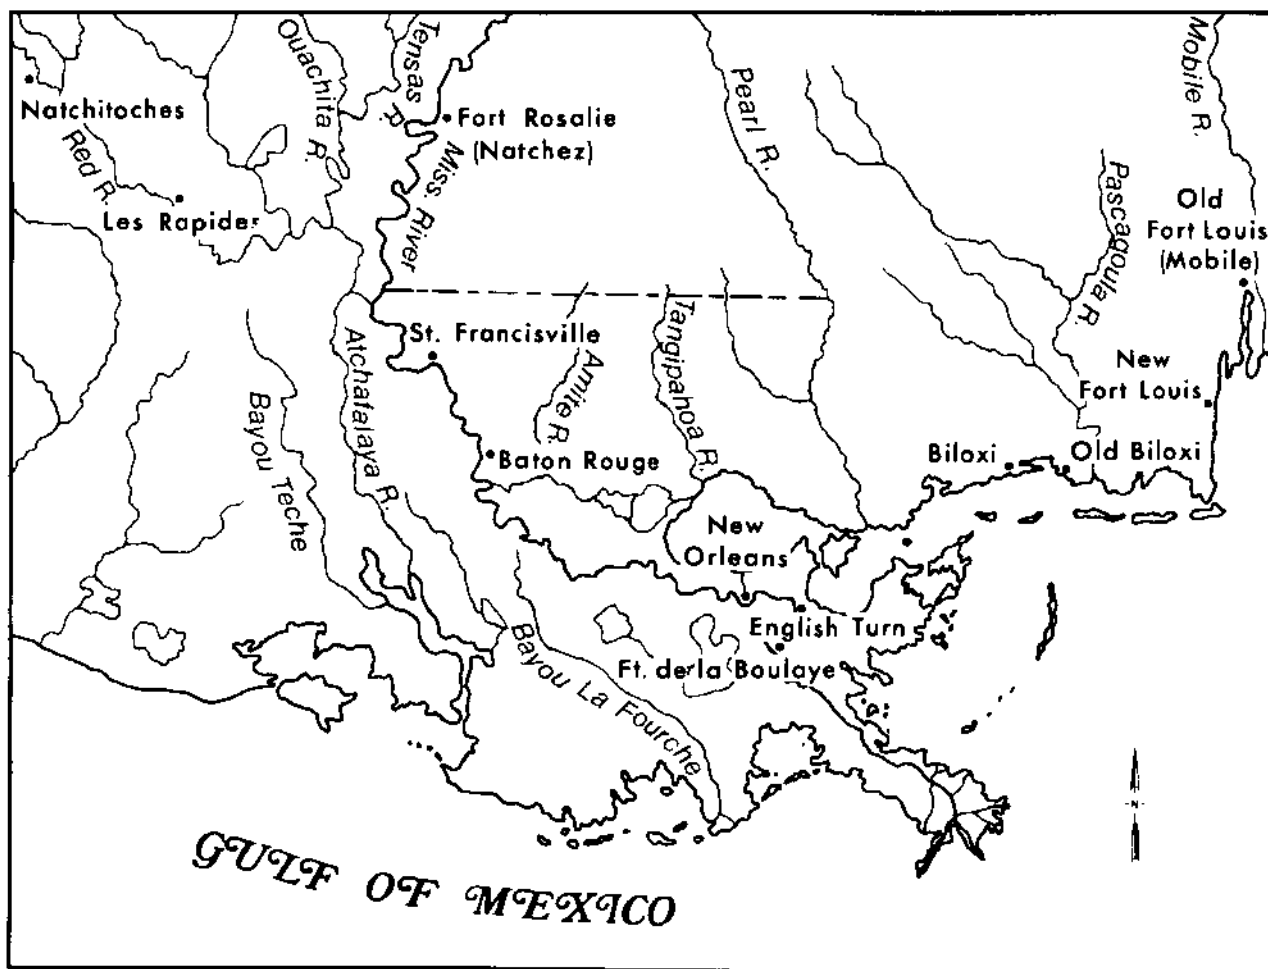 Natchitoches
Red R.
Ouachita R.
Tensas R.
Fort Rosalie
(Natchez)
Miss. River
Les Rapides
Pearl R.
Mobile R.
Pascagoula R.
Old
Fort Louis
(Mobile)
St. Francisville
Atchafalaya R.
Bayou Teche
Amite R.
Tangipahoa R.
Baton Rouge
New
Fort Louis
Biloxi
Old Biloxi
New
Orleans
English Turn
Ft. de la Boulaye
Bayou La Fourche
N
GULF OF MEXICO